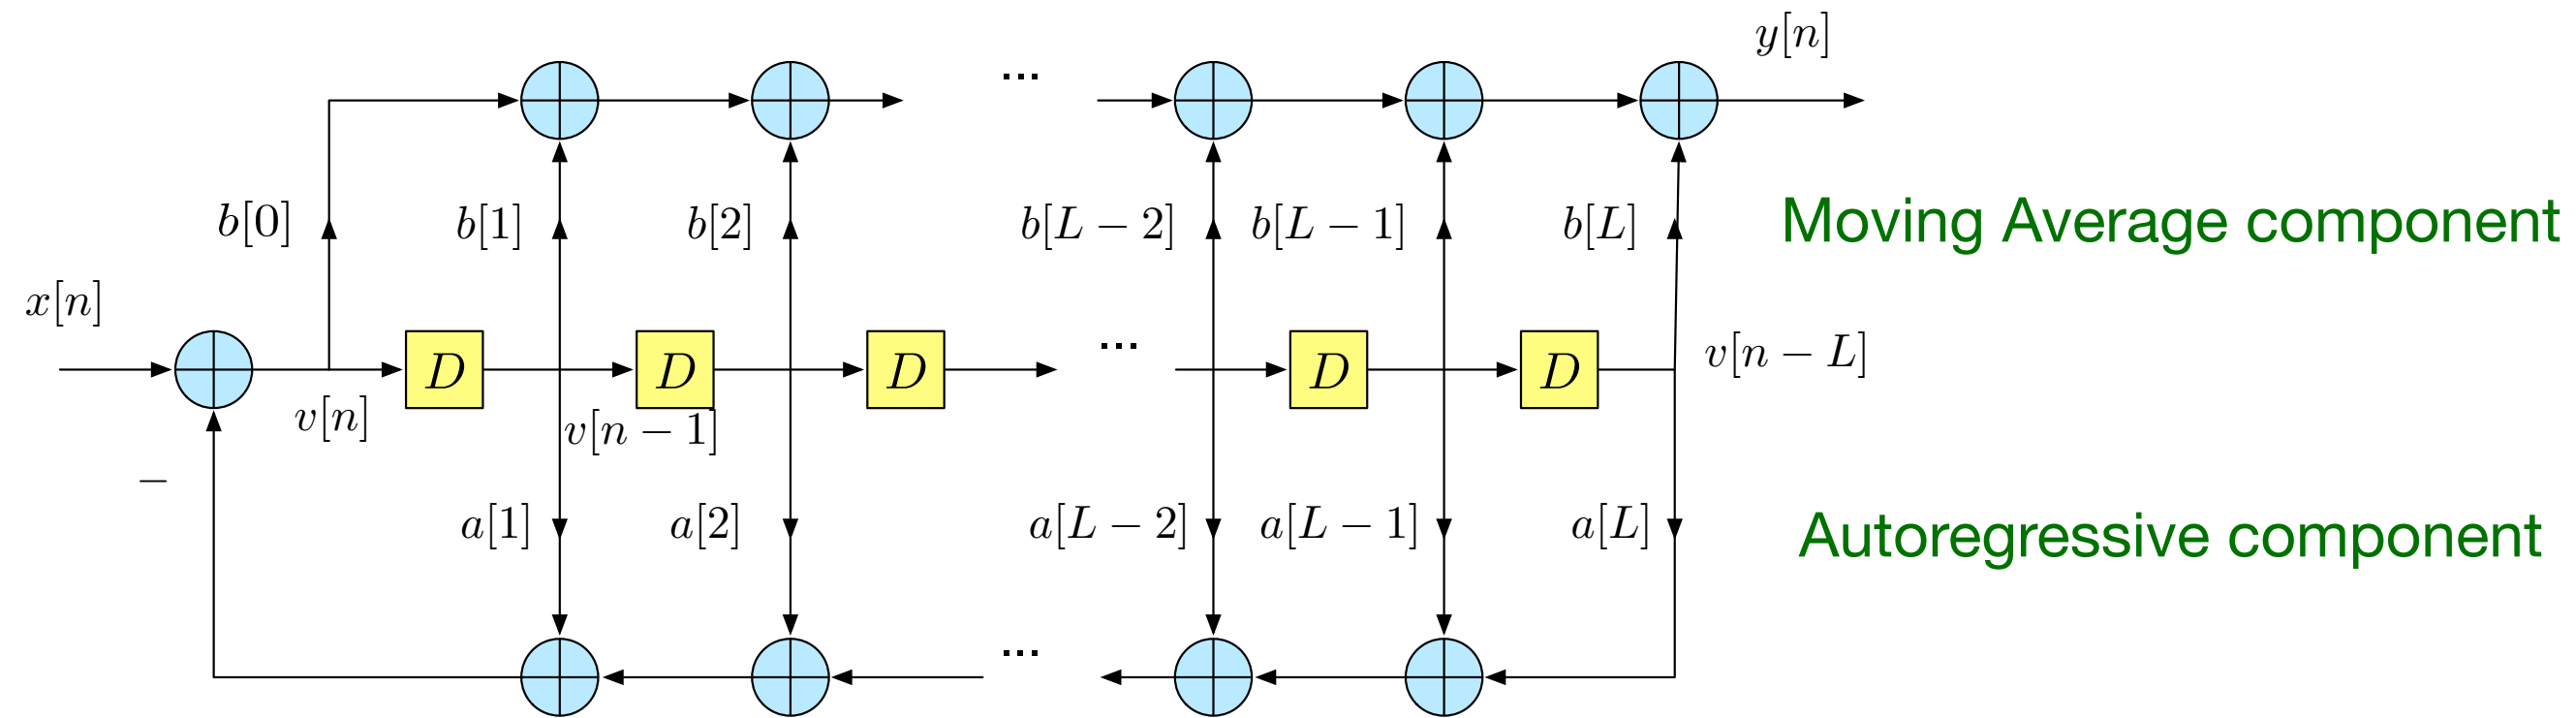 y[n]
...
b[0] b[1] b[2] b[L − 2] b[L − 1] b[L] Moving Average component
x[n]
D D D ... D D v[n − L]
v[n] v[n − 1]
−
a[1] a[2] a[L − 2] a[L − 1] a[L] Autoregressive component
...